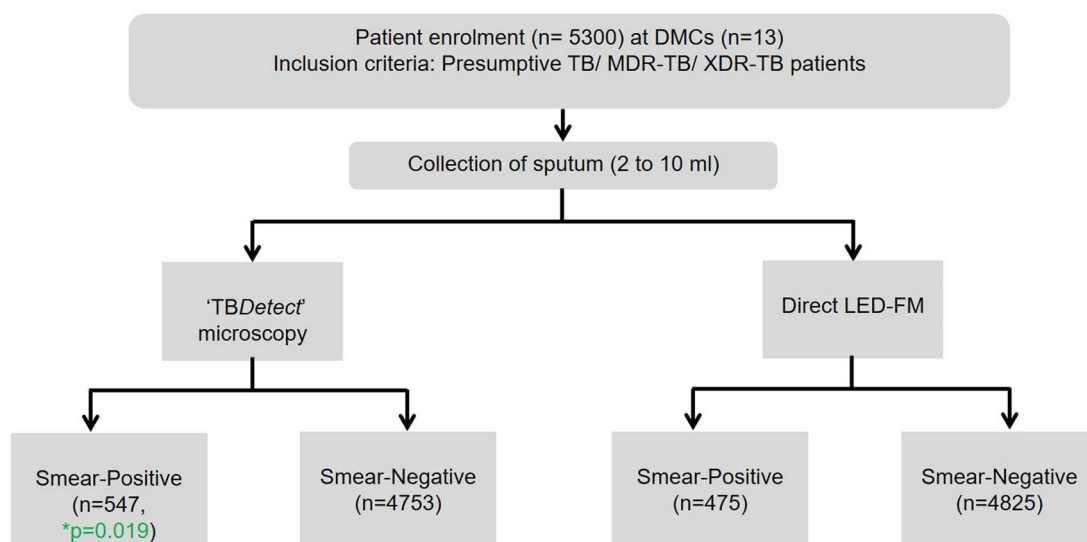 Patient enrolment (n= 5300) at DMCs (n=13)
Inclusion criteria: Presumptive TB/ MDR-TB/ XDR-TB patients
Collection of sputum (2 to 10 ml)
‘TBDetect’
microscopy
Direct LED-FM
Smear-Positive
(n=547,
*p=0.019)
Smear-Negative
(n=4753)
Smear-Positive
(n=475)
Smear-Negative
(n=4825)